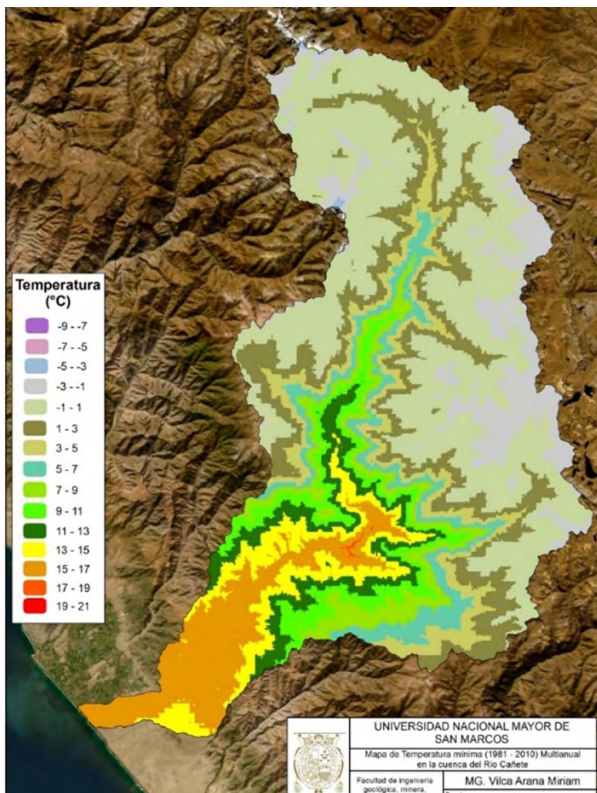 Temperatura
(°C)
-9 - -7
-7 - -5
-5 - -3
-3 - -1
-1 - 1
1 - 3
3 - 5
5 - 7
7 - 9
9 - 11
11 - 13
13 - 15
15 - 17
17 - 19
19 - 21
UNIVERSIDAD NACIONAL MAYOR DE
SAN MARCOS
Mapa de Temperatura mínima (1981 - 2010) Multianual
en la cuenca del Rio Cañete
Facultad de ingeniería
geológica, minera,
MG. Vilca Arana Miriam